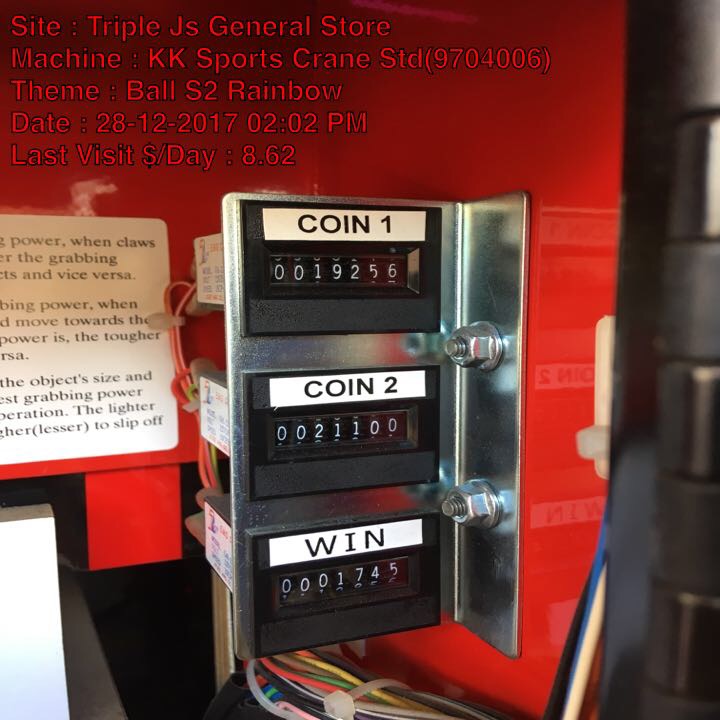 Site : Triple Js General Store
Machine : KK Sports Crane Std(9704006)
Theme : Ball S2 Rainbow
Date : 28-12-2017 02:02 PM
Last Visit $/Day : 8.62
COIN 1
0019256
COIN 2
0021100
WIN
0001745
g power, when claws
er the grabbing
cts and vice versa.
bing power, when
d move towards the
power is, the tougher
rsa.
the object's size and
est grabbing power
peration. The lighter
gher(lesser) to slip off